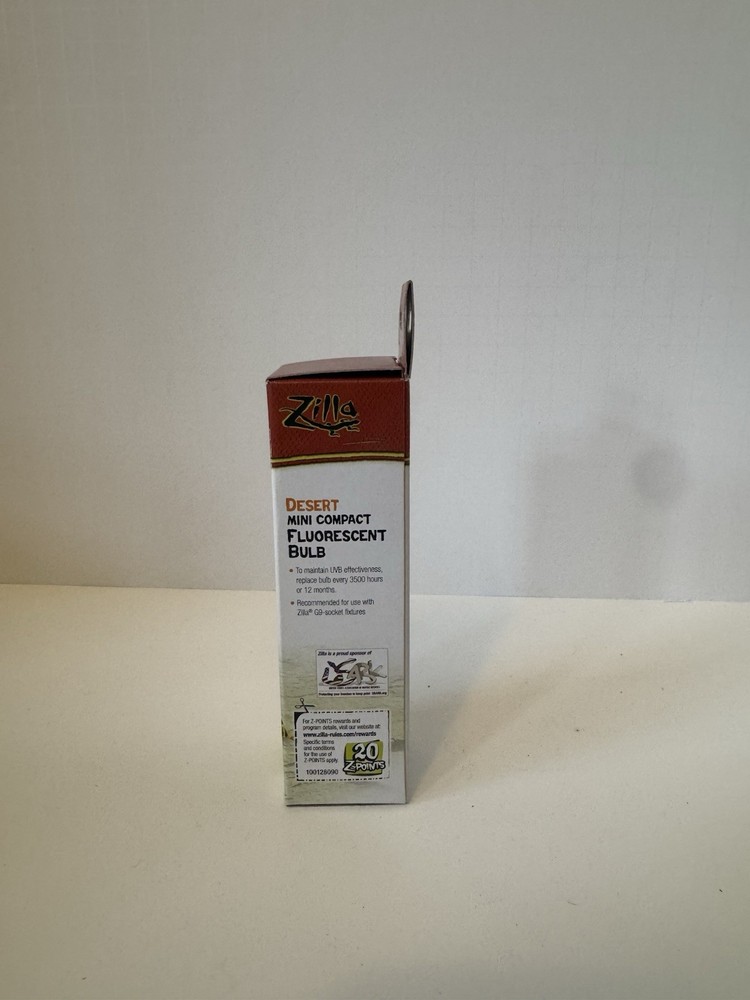 Zilla
DESERT
MINI COMPACT
FLUORESCENT
BULB
• To maintain UVB effectiveness,
replace bulb every 3500 hours
or 12 months.
• Recommended for use with
Zilla® G9-socket fixtures
Zilla is a proud sponsor of
USARK
For Z-POINTS rewards and
program details, visit our website at:
www.zilla-rules.com/rewards
Specific terms
and conditions
for the use of
Z-POINTS apply.
100128090
20
Z-POINTS